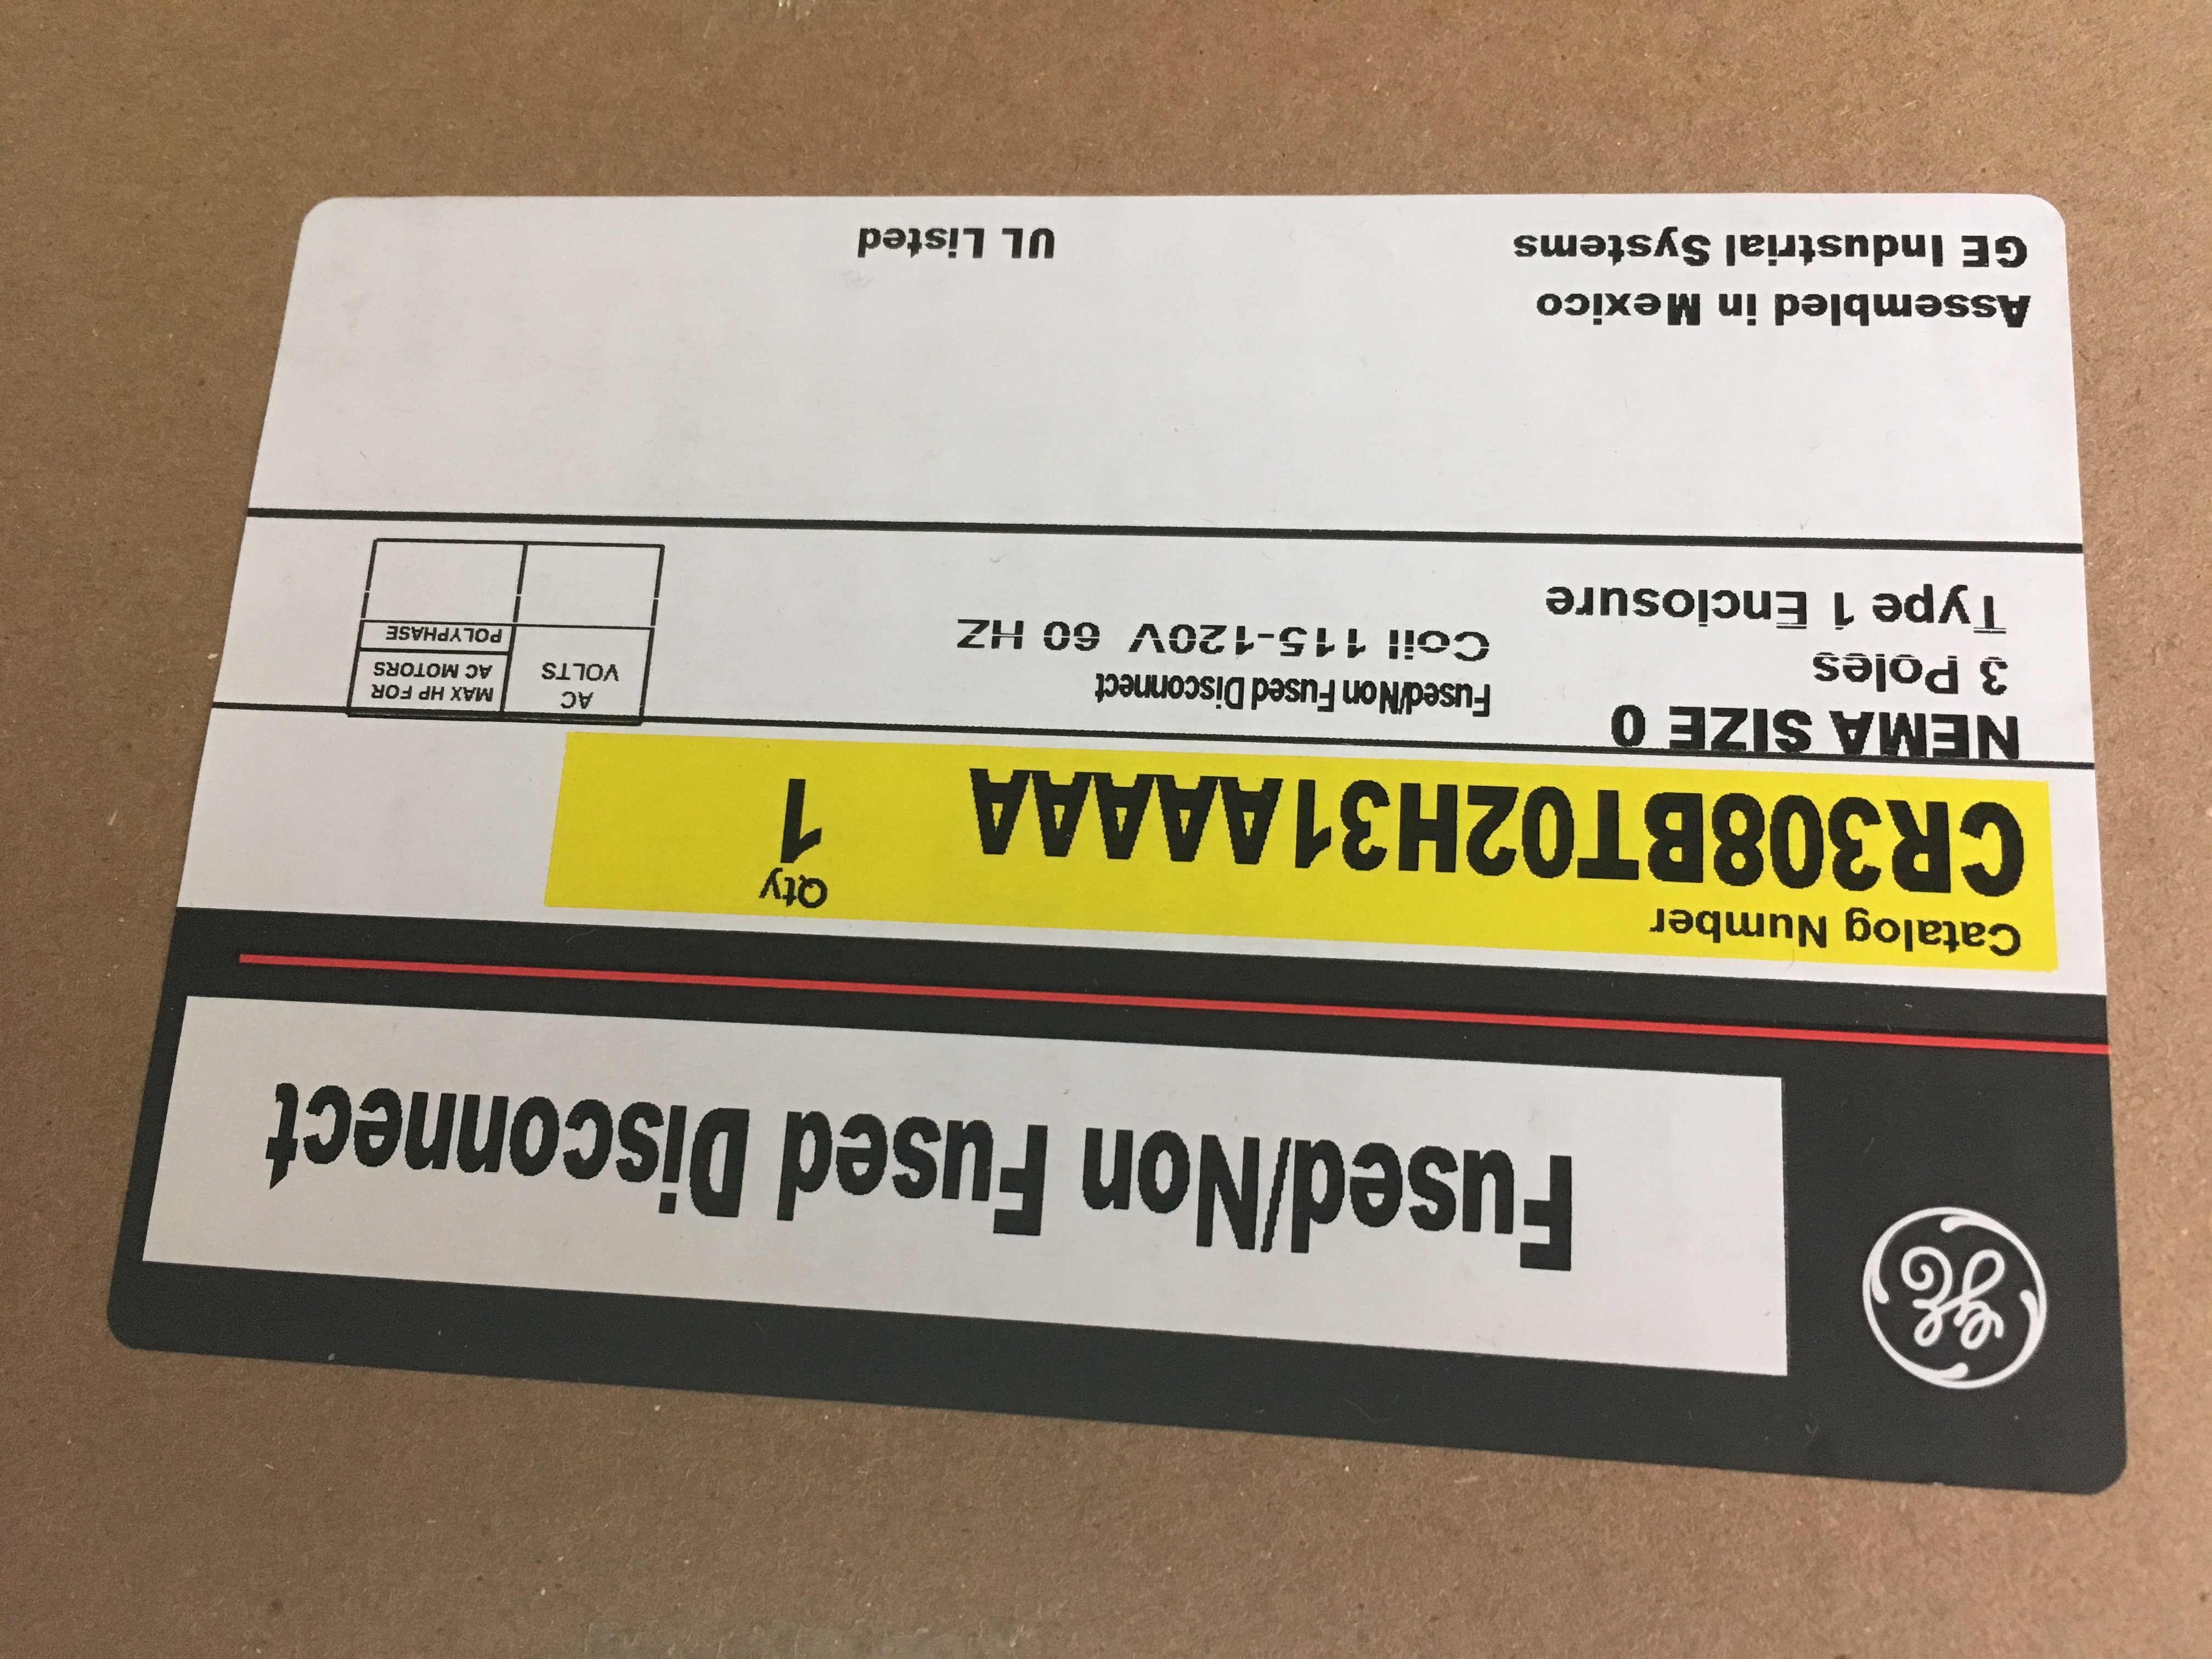 Fused/Non Fused Disconnect
Catalog Number
Qty
CR308BT02H31AAAAAA
1
NEMA SIZE 0
3 Poles
Type 1 Enclosure
Fused/Non Fused Disconnect
Coil 115-120V 60 HZ
AC
VOLTS
MAX HP FOR
AC MOTORS
POLYPHASE
Assembled in Mexico
GE Industrial Systems
UL Listed